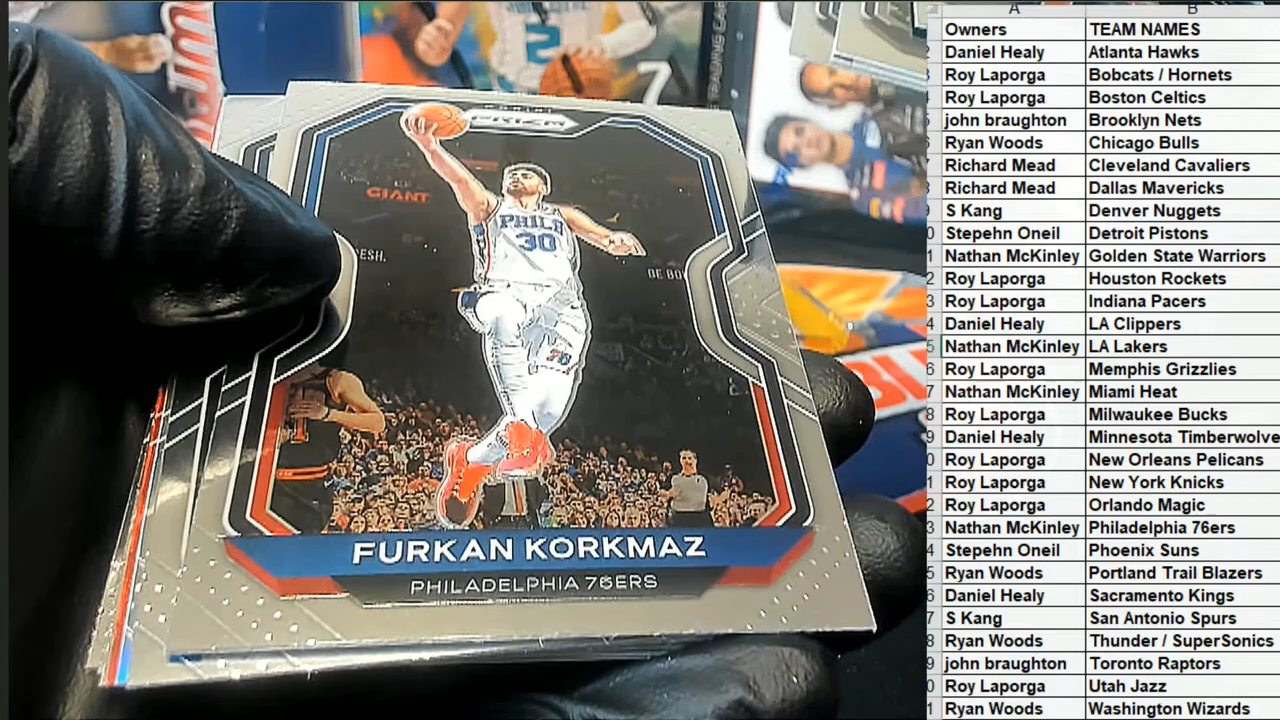 PRIZM
GIANT
ESH.
BE BO
PHILA
30
76
FURKAN KORKMAZ
PHILADELPHIA 76ERS
2
7
A B
Owners TEAM NAMES
Daniel Healy Atlanta Hawks
Roy Laporga Bobcats / Hornets
Roy Laporga Boston Celtics
john braughton Brooklyn Nets
Ryan Woods Chicago Bulls
Richard Mead Cleveland Cavaliers
Richard Mead Dallas Mavericks
S Kang Denver Nuggets
Stepehn Oneil Detroit Pistons
Nathan McKinley Golden State Warriors
Roy Laporga Houston Rockets
Roy Laporga Indiana Pacers
Daniel Healy LA Clippers
Nathan McKinley LA Lakers
Roy Laporga Memphis Grizzlies
Nathan McKinley Miami Heat
Roy Laporga Milwaukee Bucks
Daniel Healy Minnesota Timberwolve
Roy Laporga New Orleans Pelicans
Roy Laporga New York Knicks
Roy Laporga Orlando Magic
Nathan McKinley Philadelphia 76ers
Stepehn Oneil Phoenix Suns
Ryan Woods Portland Trail Blazers
Daniel Healy Sacramento Kings
S Kang San Antonio Spurs
Ryan Woods Thunder / SuperSonics
john braughton Toronto Raptors
Roy Laporga Utah Jazz
Ryan Woods Washington Wizards